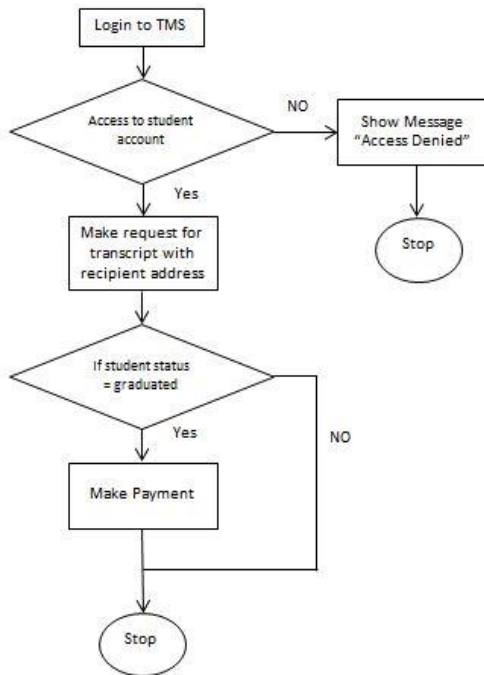 Login to TMS
Access to student
account
NO
Show Message
“Access Denied”
Stop
Yes
Make request for
transcript with
recipient address
If student status
= graduated
Yes
NO
Make Payment
Stop